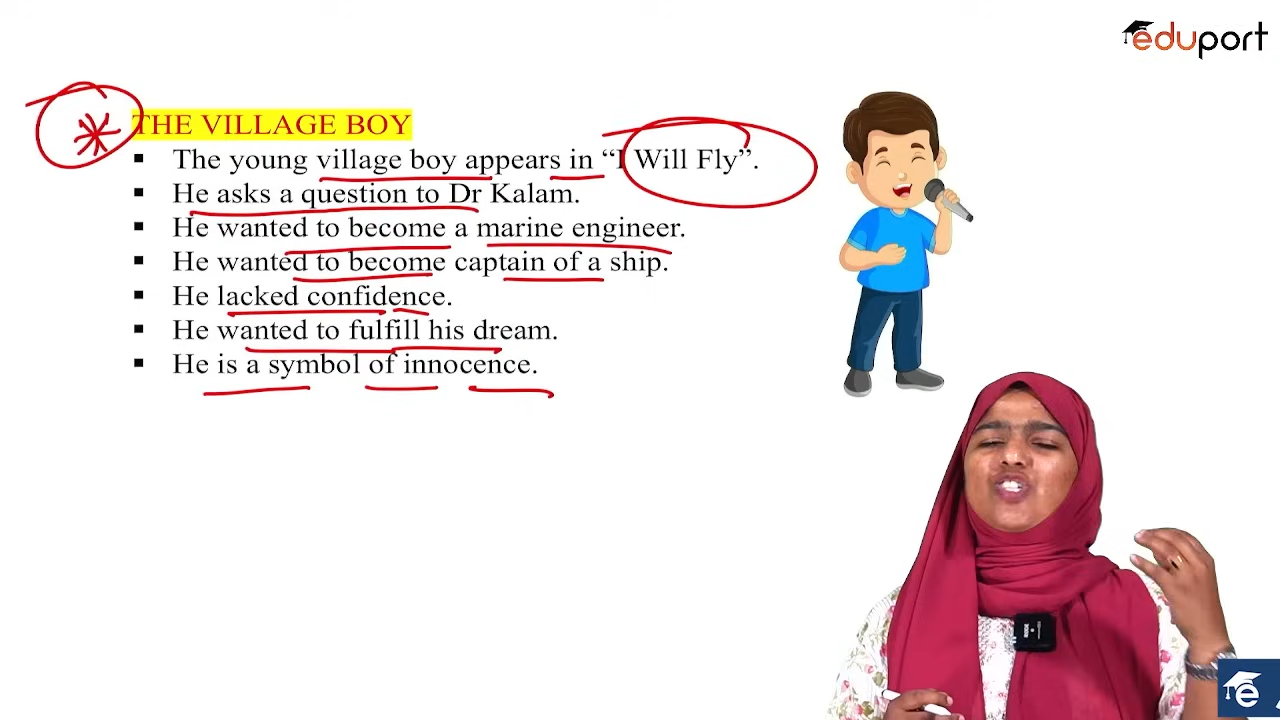 eduport
THE VILLAGE BOY
▪ The young village boy appears in “I Will Fly”.
▪ He asks a question to Dr Kalam.
▪ He wanted to become a marine engineer.
▪ He wanted to become captain of a ship.
▪ He lacked confidence.
▪ He wanted to fulfill his dream.
▪ He is a symbol of innocence.
e